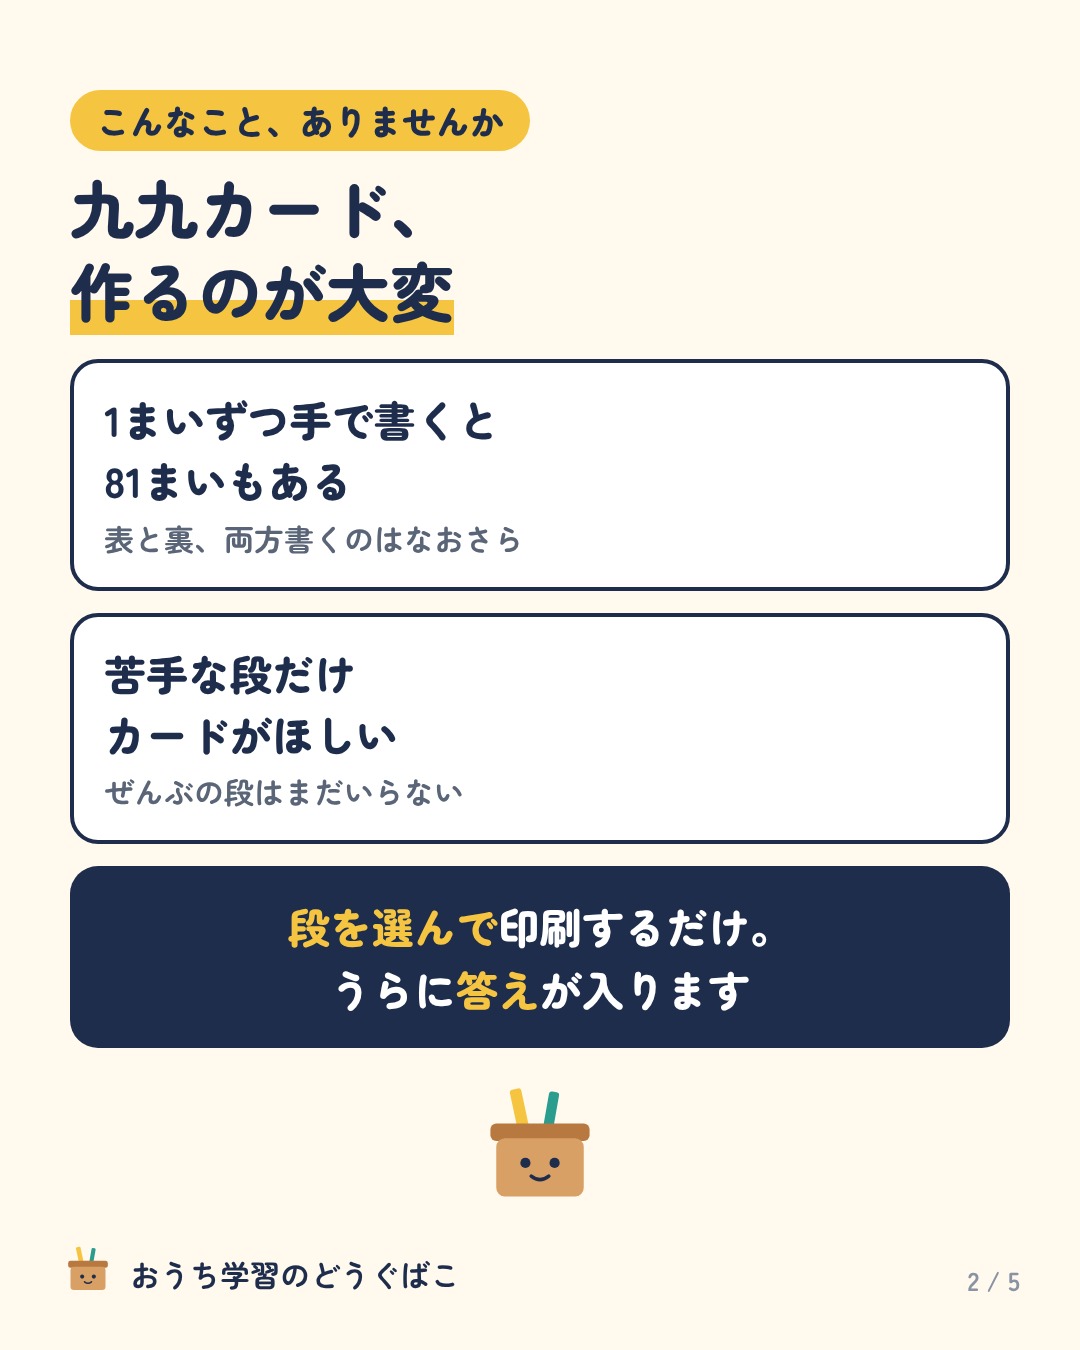 こんなこと、ありませんか
九九カード、
作るのが大変
1まいずつ手で書くと
81まいもある
表と裏、両方書くのはなおさら
苦手な段だけ
カードがほしい
ぜんぶの段はまだいらない
段を選んで印刷するだけ。
うらに答えが入ります
おうち学習のどうぐばこ
2 / 5